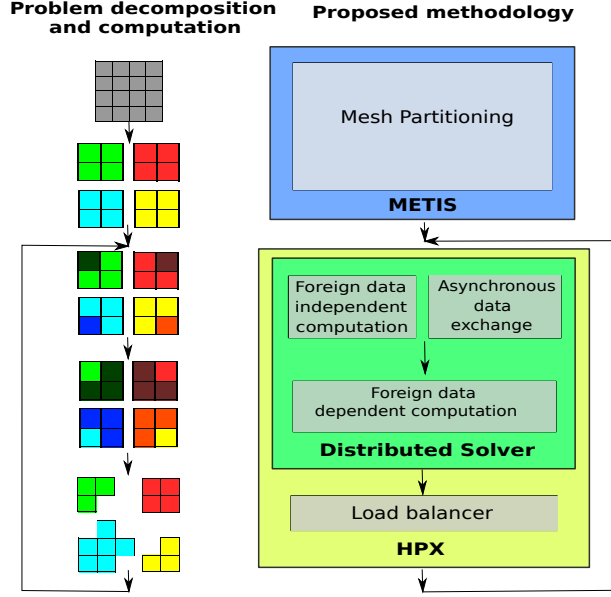 Problem decomposition
and computation
Proposed methodology
Mesh Partitioning
METIS
Foreign data
independent
computation
Asynchronous
data
exchange
Foreign data
dependent computation
Distributed Solver
Load balancer
HPX